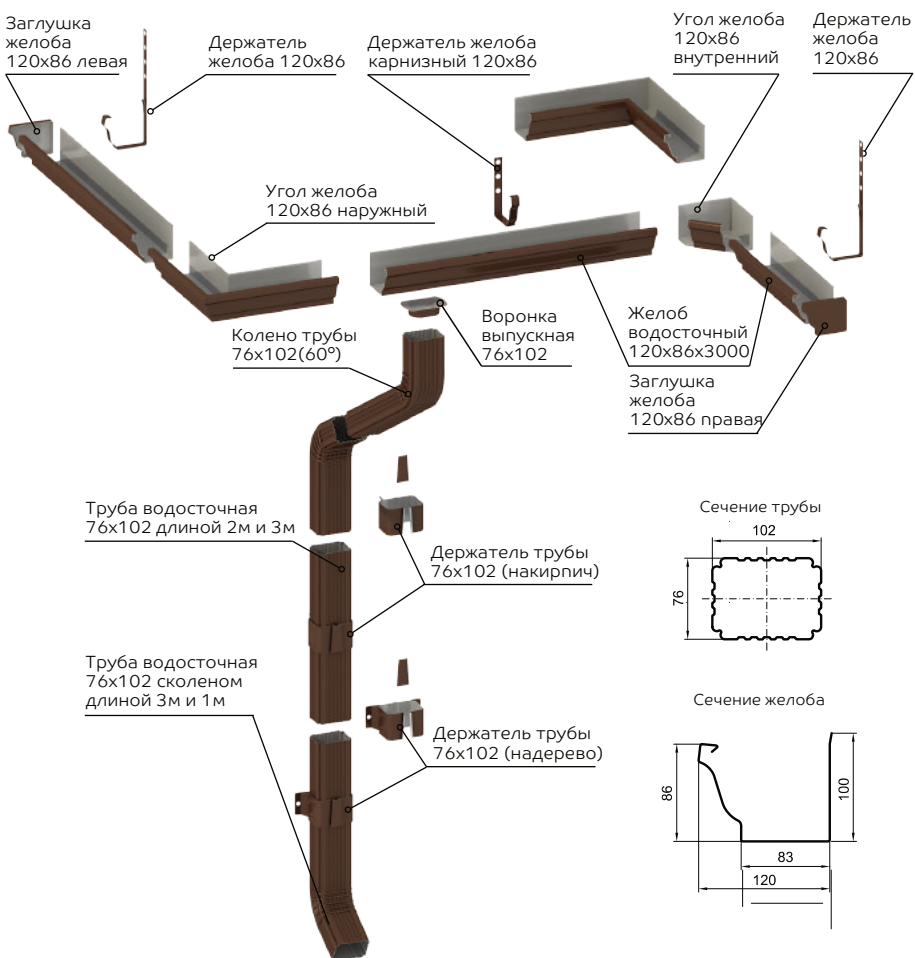 Заглушка
желоба
120х86 левая
Держатель
желоба 120х86
Держатель желоба
карнизный 120х86
Угол желоба
120х86
внутренний
Держатель
желоба
120х86
Угол желоба
120х86 наружный
Колено трубы
76х102(60°)
Воронка
выпускная
76х102
Желоб
водосточный
120х86х3000
Заглушка
желоба
120х86 правая
Труба водосточная
76х102 длиной 2м и 3м
Держатель трубы
76х102 (накирпич)
Труба водосточная
76х102 сколеном
длиной 3м и 1м
Держатель трубы
76х102 (надерево)
Сечение трубы
102
76
Сечение желоба
86
100
83
120